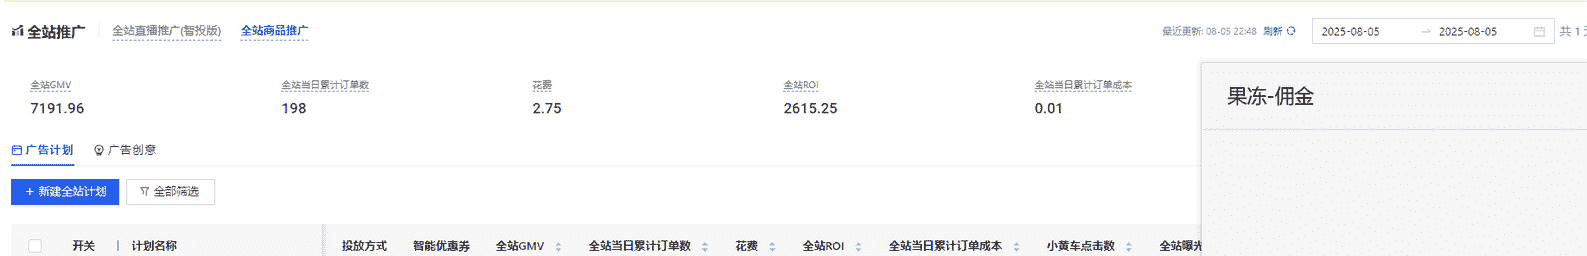 全站推广 全站直播推广(智投版) 全站商品推广 最近更新: 08-05 22:48 刷新 2025-08-05 → 2025-08-05 共 1
全站GMV 全站当日累计订单数 花费 全站ROI 全站当日累计订单成本
7191.96 198 2.75 2615.25 0.01
果冻-佣金
广告计划 广告创意
+ 新建全站计划 全部筛选
开关 计划名称 投放方式 智能优惠券 全站GMV 全站当日累计订单数 花费 全站ROI 全站当日累计订单成本 小黄车点击数 全站曝光